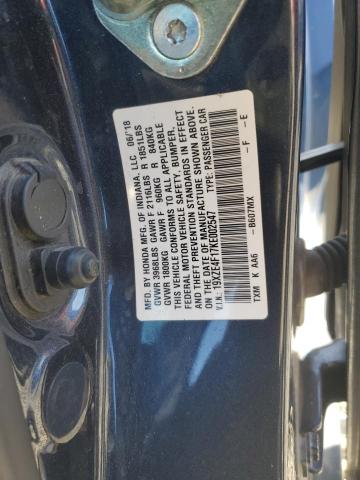 MFD. BY HONDA MFG. OF INDIANA, LLC 06/18
GVWR 3968LBS GAWR F 2116LBS R 1851LBS
GVWR 1800KG GAWR F 960KG R 840KG
THIS VEHICLE CONFORMS TO ALL APPLICABLE
FEDERAL MOTOR VEHICLE SAFETY, BUMPER,
AND THEFT PREVENTION STANDARDS IN EFFECT
ON THE DATE OF MANUFACTURE SHOWN ABOVE.
V.I.N.: 19XZE4F17KE002547 TYPE: PASSENGER CAR
-B607MX -F -E
TXM K AA6